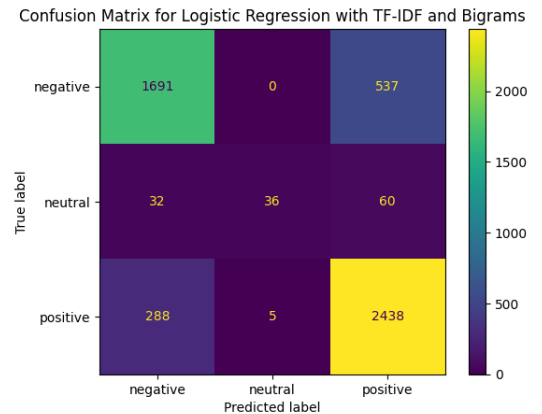 Confusion Matrix for Logistic Regression with TF-IDF and Bigrams
negative 1691 0 537
neutral 32 36 60
positive 288 5 2438
negative neutral positive
Predicted label
True label
2000
1500
1000
500
0